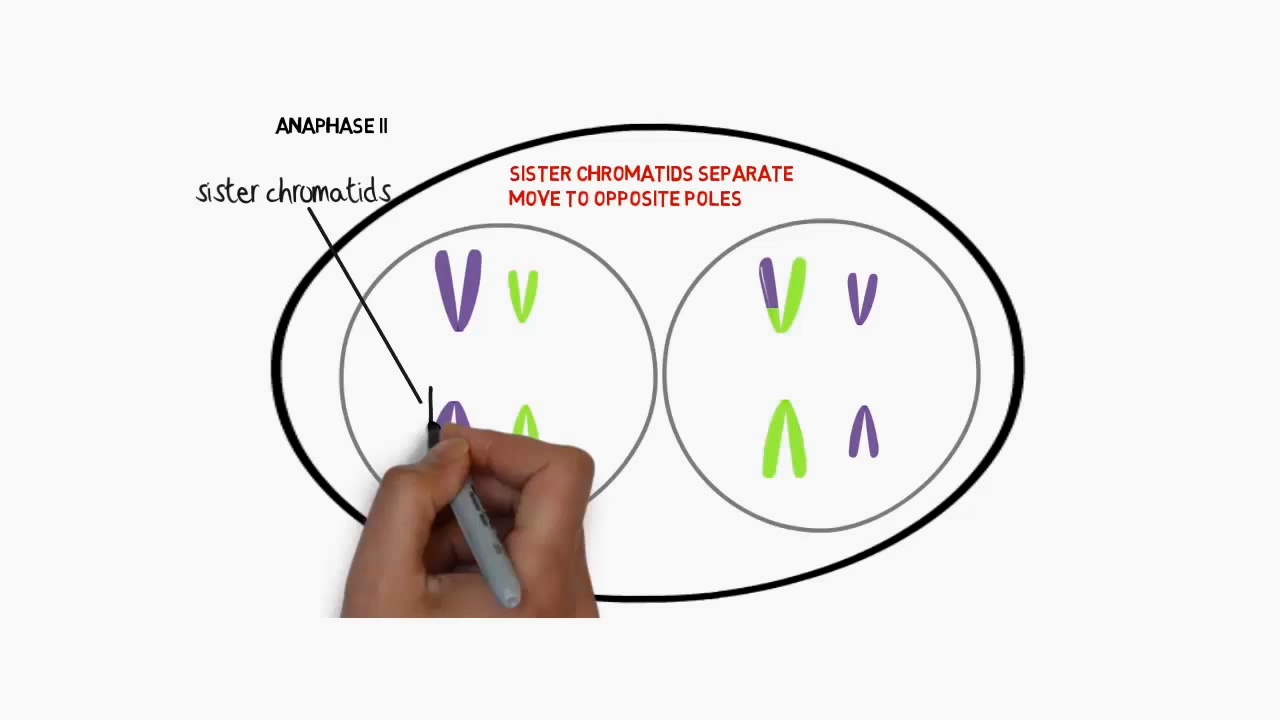 ANAPHASE II
sister chromatids
SISTER CHROMATIDS SEPARATE
MOVE TO OPPOSITE POLES